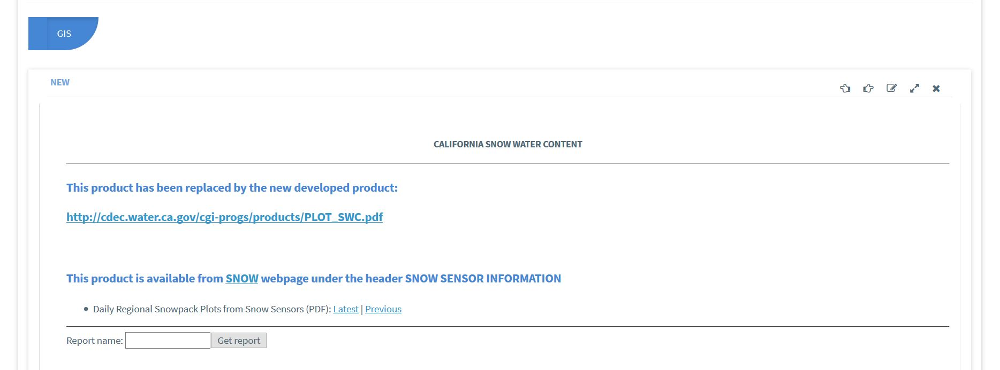 GIS
NEW
CALIFORNIA SNOW WATER CONTENT
This product has been replaced by the new developed product:
http://cdec.water.ca.gov/cgi-progs/products/PLOT_SWC.pdf
This product is available from SNOW webpage under the header SNOW SENSOR INFORMATION
• Daily Regional Snowpack Plots from Snow Sensors (PDF): Latest | Previous
Report name: Get report